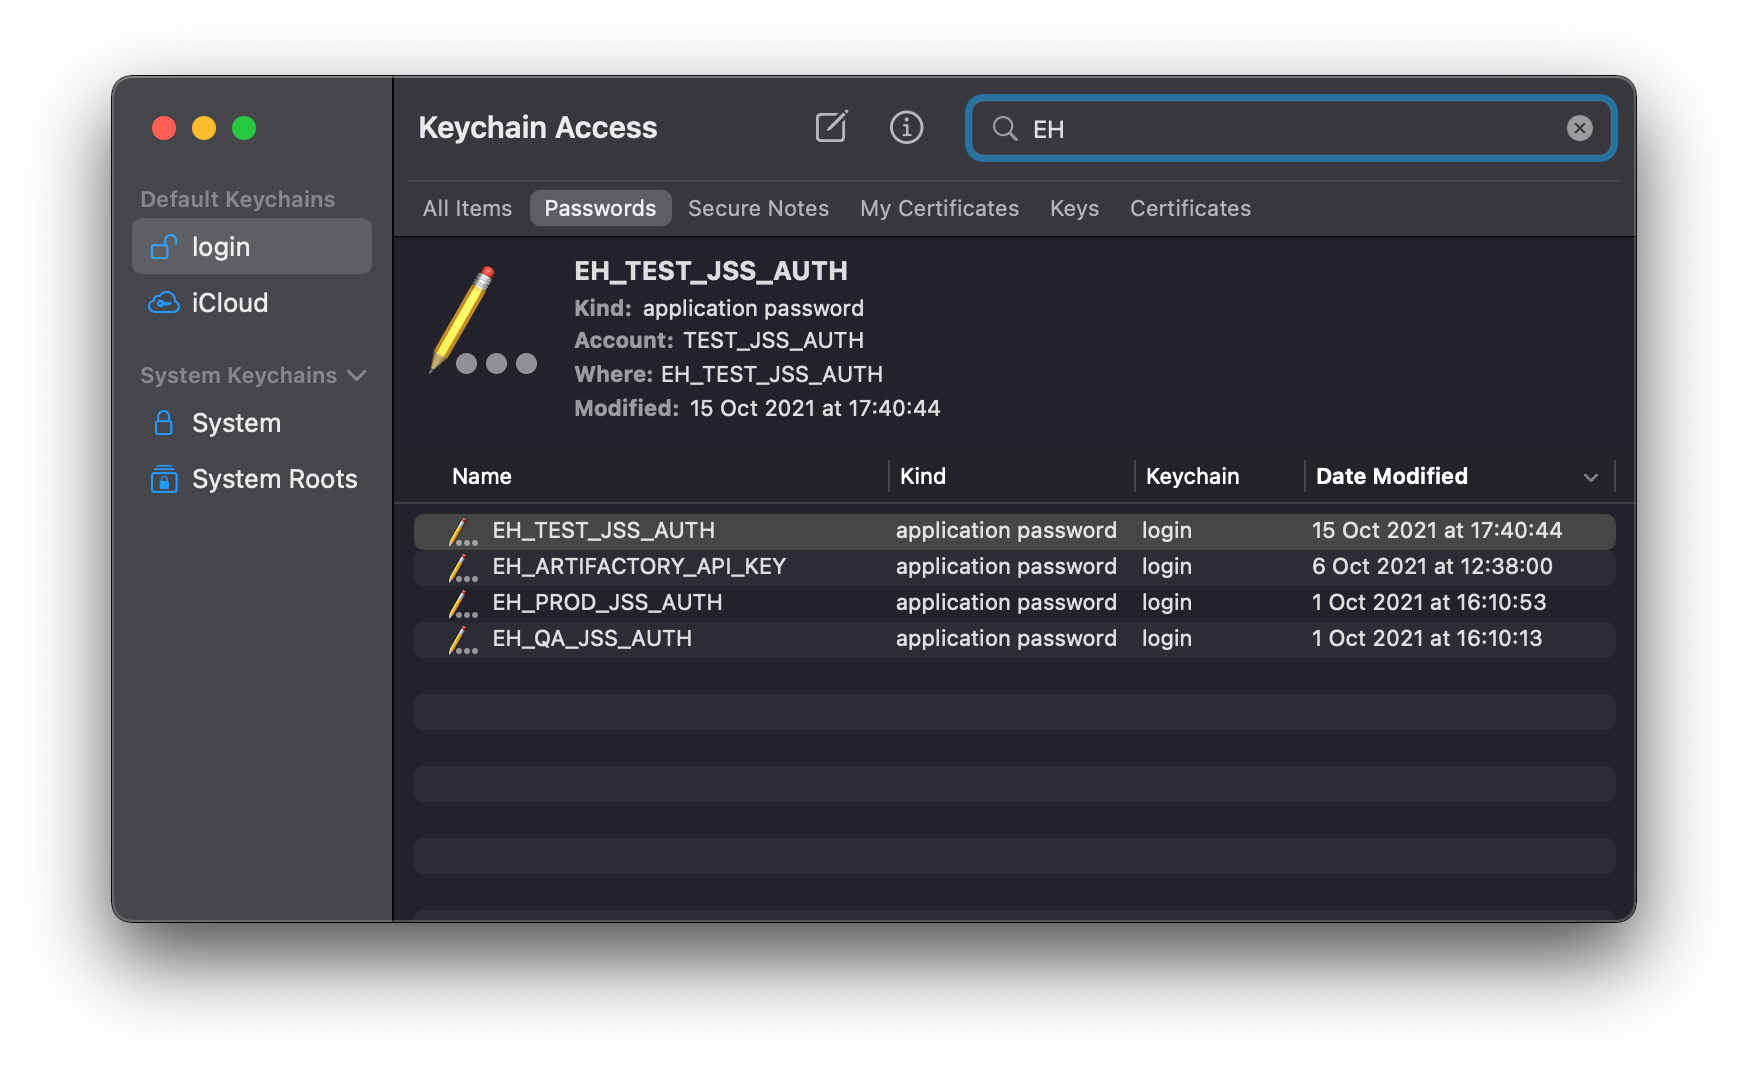 Keychain Access
EH
Default Keychains
login
iCloud
System Keychains
System
System Roots
All Items Passwords Secure Notes My Certificates Keys Certificates
EH_TEST_JSS_AUTH
Kind: application password
Account: TEST_JSS_AUTH
Where: EH_TEST_JSS_AUTH
Modified: 15 Oct 2021 at 17:40:44
Name Kind Keychain Date Modified
EH_TEST_JSS_AUTH application password login 15 Oct 2021 at 17:40:44
EH_ARTIFACTORY_API_KEY application password login 6 Oct 2021 at 12:38:00
EH_PROD_JSS_AUTH application password login 1 Oct 2021 at 16:10:53
EH_QA_JSS_AUTH application password login 1 Oct 2021 at 16:10:13